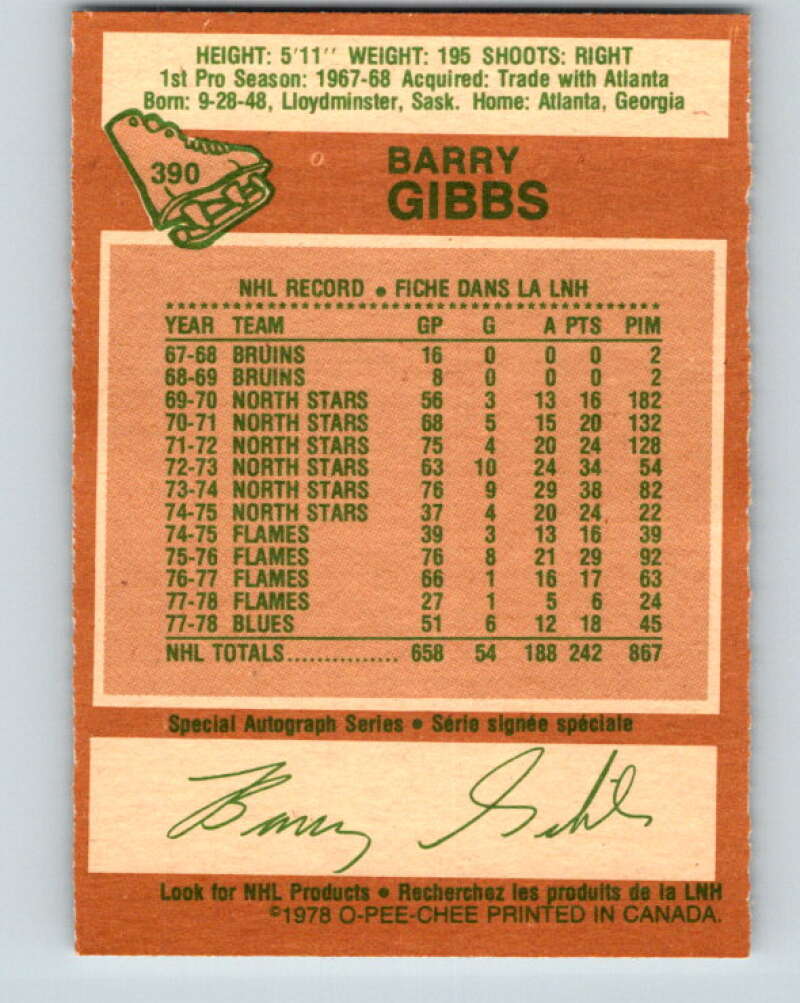 HEIGHT: 5'11" WEIGHT: 195 SHOOTS: RIGHT
1st Pro Season: 1967-68 Acquired: Trade with Atlanta
Born: 9-28-48, Lloydminster, Sask. Home: Atlanta, Georgia
390
BARRY
GIBBS
NHL RECORD • FICHE DANS LA LNH
YEAR TEAM GP G A PTS PIM
67-68 BRUINS 16 0 0 0 2
68-69 BRUINS 8 0 0 0 2
69-70 NORTH STARS 56 3 13 16 182
70-71 NORTH STARS 68 5 15 20 132
71-72 NORTH STARS 75 4 20 24 128
72-73 NORTH STARS 63 10 24 34 54
73-74 NORTH STARS 76 9 29 38 82
74-75 NORTH STARS 37 4 20 24 22
74-75 FLAMES 39 3 13 16 39
75-76 FLAMES 76 8 21 29 92
76-77 FLAMES 66 1 16 17 63
77-78 FLAMES 27 1 5 6 24
77-78 BLUES 51 6 12 18 45
NHL TOTALS............... 658 54 188 242 867
Special Autograph Series • Série signée spéciale
Barry Gibbs
Look for NHL Products • Recherchez les produits de la LNH
©1978 O-PEE-CHEE PRINTED IN CANADA.